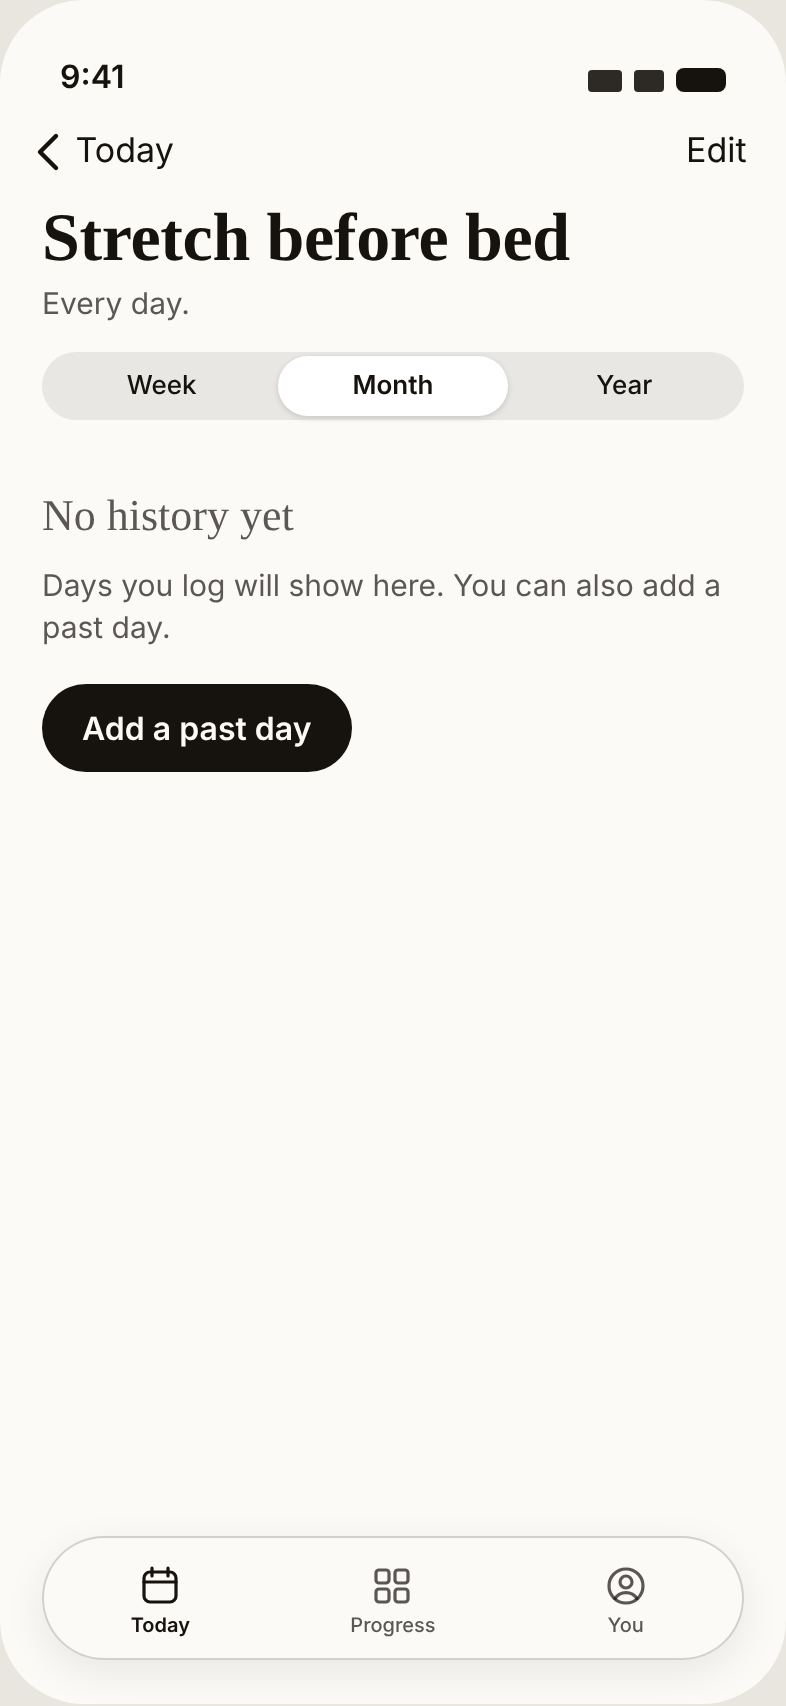 9:41
Today
Edit
Stretch before bed
Every day.
Week
Month
Year
No history yet
Days you log will show here. You can also add a
past day.
Add a past day
Today
Progress
You